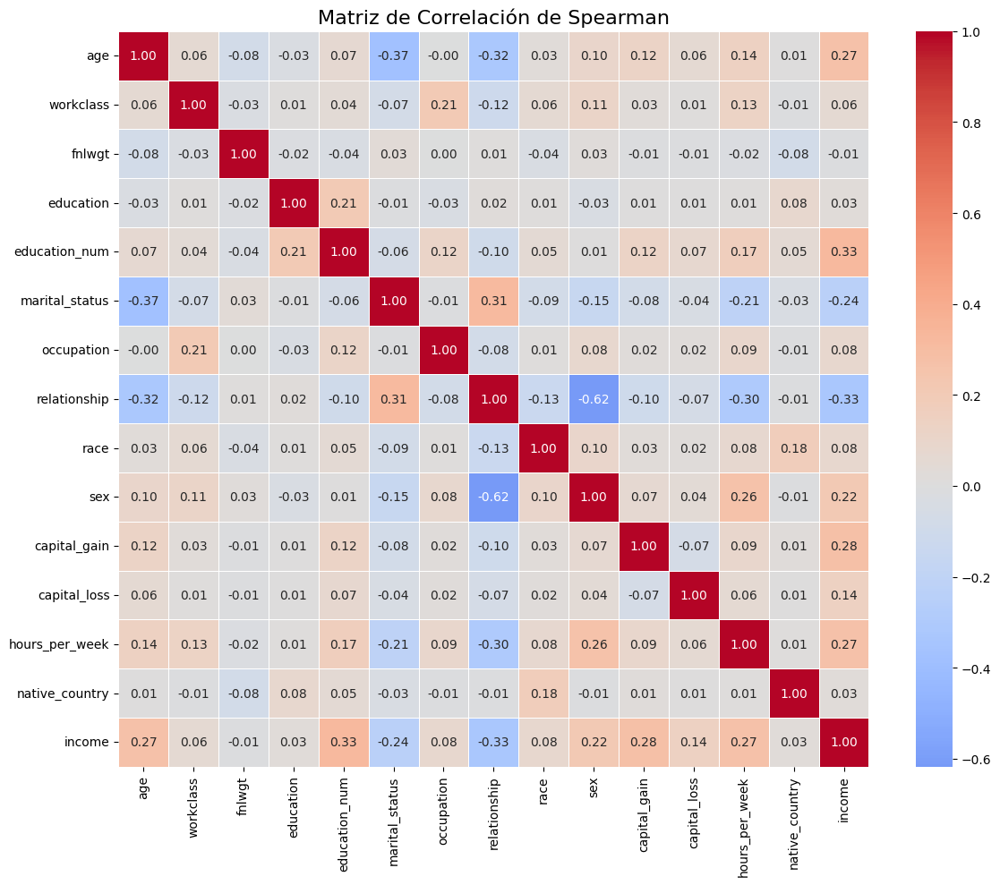 Matriz de Correlación de Spearman
age 1.00 0.06 -0.08 -0.03 0.07 -0.37 -0.00 -0.32 0.03 0.10 0.12 0.06 0.14 0.01 0.27
workclass 0.06 1.00 -0.03 0.01 0.04 -0.07 0.21 -0.12 0.06 0.11 0.03 0.01 0.13 -0.01 0.06
fnlwgt -0.08 -0.03 1.00 -0.02 -0.04 0.03 0.00 0.01 -0.04 0.03 -0.01 -0.01 -0.02 -0.08 -0.01
education -0.03 0.01 -0.02 1.00 0.21 -0.01 -0.03 0.02 0.01 -0.03 0.01 0.01 0.01 0.08 0.03
education_num 0.07 0.04 -0.04 0.21 1.00 -0.06 0.12 -0.10 0.05 0.01 0.12 0.07 0.17 0.05 0.33
marital_status -0.37 -0.07 0.03 -0.01 -0.06 1.00 -0.01 0.31 -0.09 -0.15 -0.08 -0.04 -0.21 -0.03 -0.24
occupation -0.00 0.21 0.00 -0.03 0.12 -0.01 1.00 -0.08 0.01 0.08 0.02 0.02 0.09 -0.01 0.08
relationship -0.32 -0.12 0.01 0.02 -0.10 0.31 -0.08 1.00 -0.13 -0.62 -0.10 -0.07 -0.30 -0.01 -0.33
race 0.03 0.06 -0.04 0.01 0.05 -0.09 0.01 -0.13 1.00 0.10 0.03 0.02 0.08 0.18 0.08
sex 0.10 0.11 0.03 -0.03 0.01 -0.15 0.08 -0.62 0.10 1.00 0.07 0.04 0.26 -0.01 0.22
capital_gain 0.12 0.03 -0.01 0.01 0.12 -0.08 0.02 -0.10 0.03 0.07 1.00 -0.07 0.09 0.01 0.28
capital_loss 0.06 0.01 -0.01 0.01 0.07 -0.04 0.02 -0.07 0.02 0.04 -0.07 1.00 0.06 0.01 0.14
hours_per_week 0.14 0.13 -0.02 0.01 0.17 -0.21 0.09 -0.30 0.08 0.26 0.09 0.06 1.00 0.01 0.27
native_country 0.01 -0.01 -0.08 0.08 0.05 -0.03 -0.01 -0.01 0.18 -0.01 0.01 0.01 0.01 1.00 0.03
income 0.27 0.06 -0.01 0.03 0.33 -0.24 0.08 -0.33 0.08 0.22 0.28 0.14 0.27 0.03 1.00
age
workclass
fnlwgt
education
education_num
marital_status
occupation
relationship
race
sex
capital_gain
capital_loss
hours_per_week
native_country
income
1.0
0.8
0.6
0.4
0.2
0.0
−0.2
−0.4
−0.6